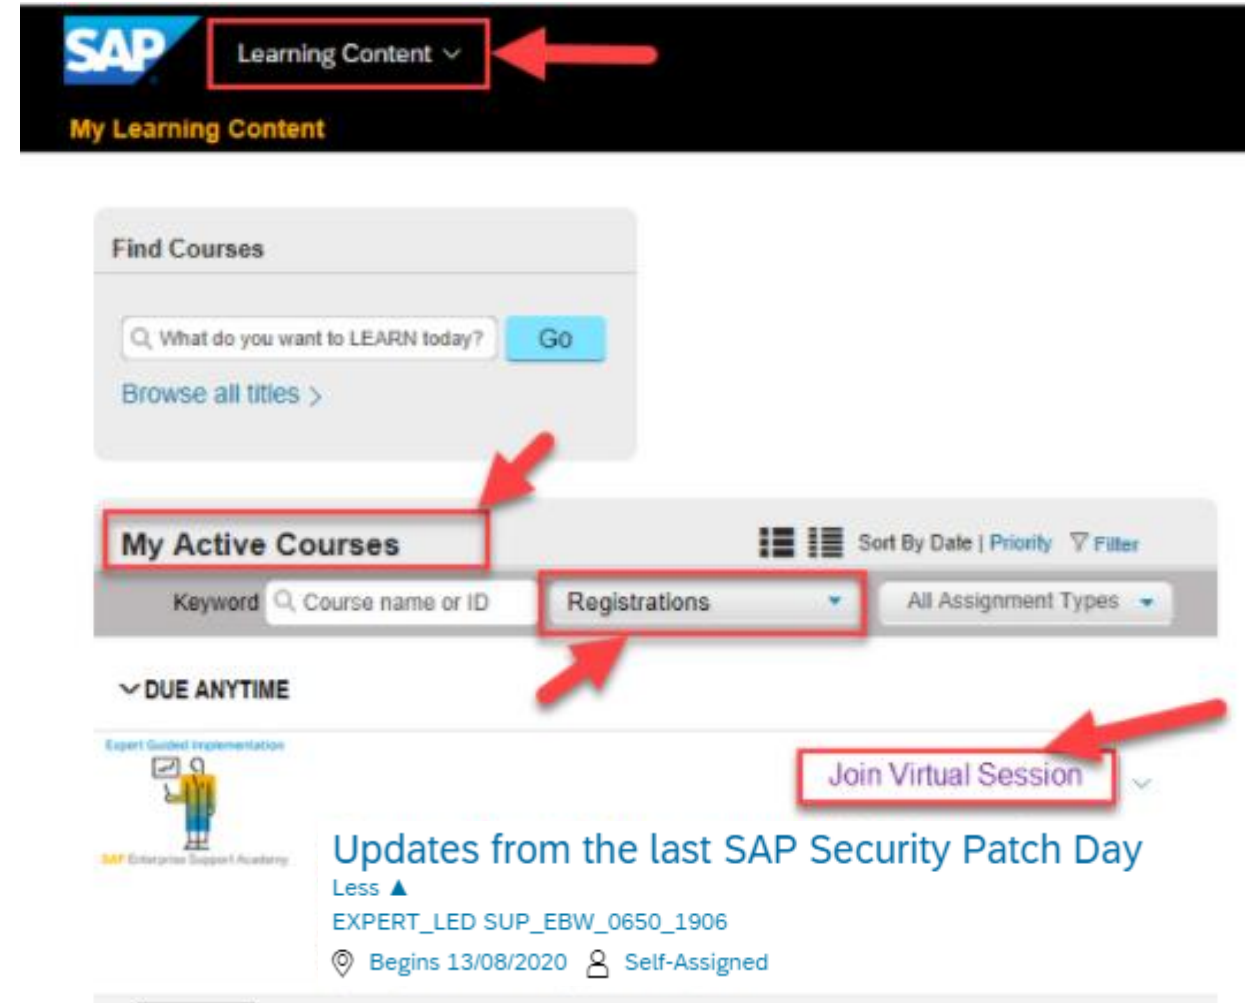 SAP
Learning Content
My Learning Content
Find Courses
What do you want to LEARN today? Go
Browse all titles >
My Active Courses Sort By Date | Priority Filter
Keyword Course name or ID Registrations All Assignment Types
DUE ANYTIME
Expert Guided Implementation
Join Virtual Session
SAP Enterprise Support Academy
Updates from the last SAP Security Patch Day
Less ▲
EXPERT_LED SUP_EBW_0650_1906
Begins 13/08/2020 Self-Assigned